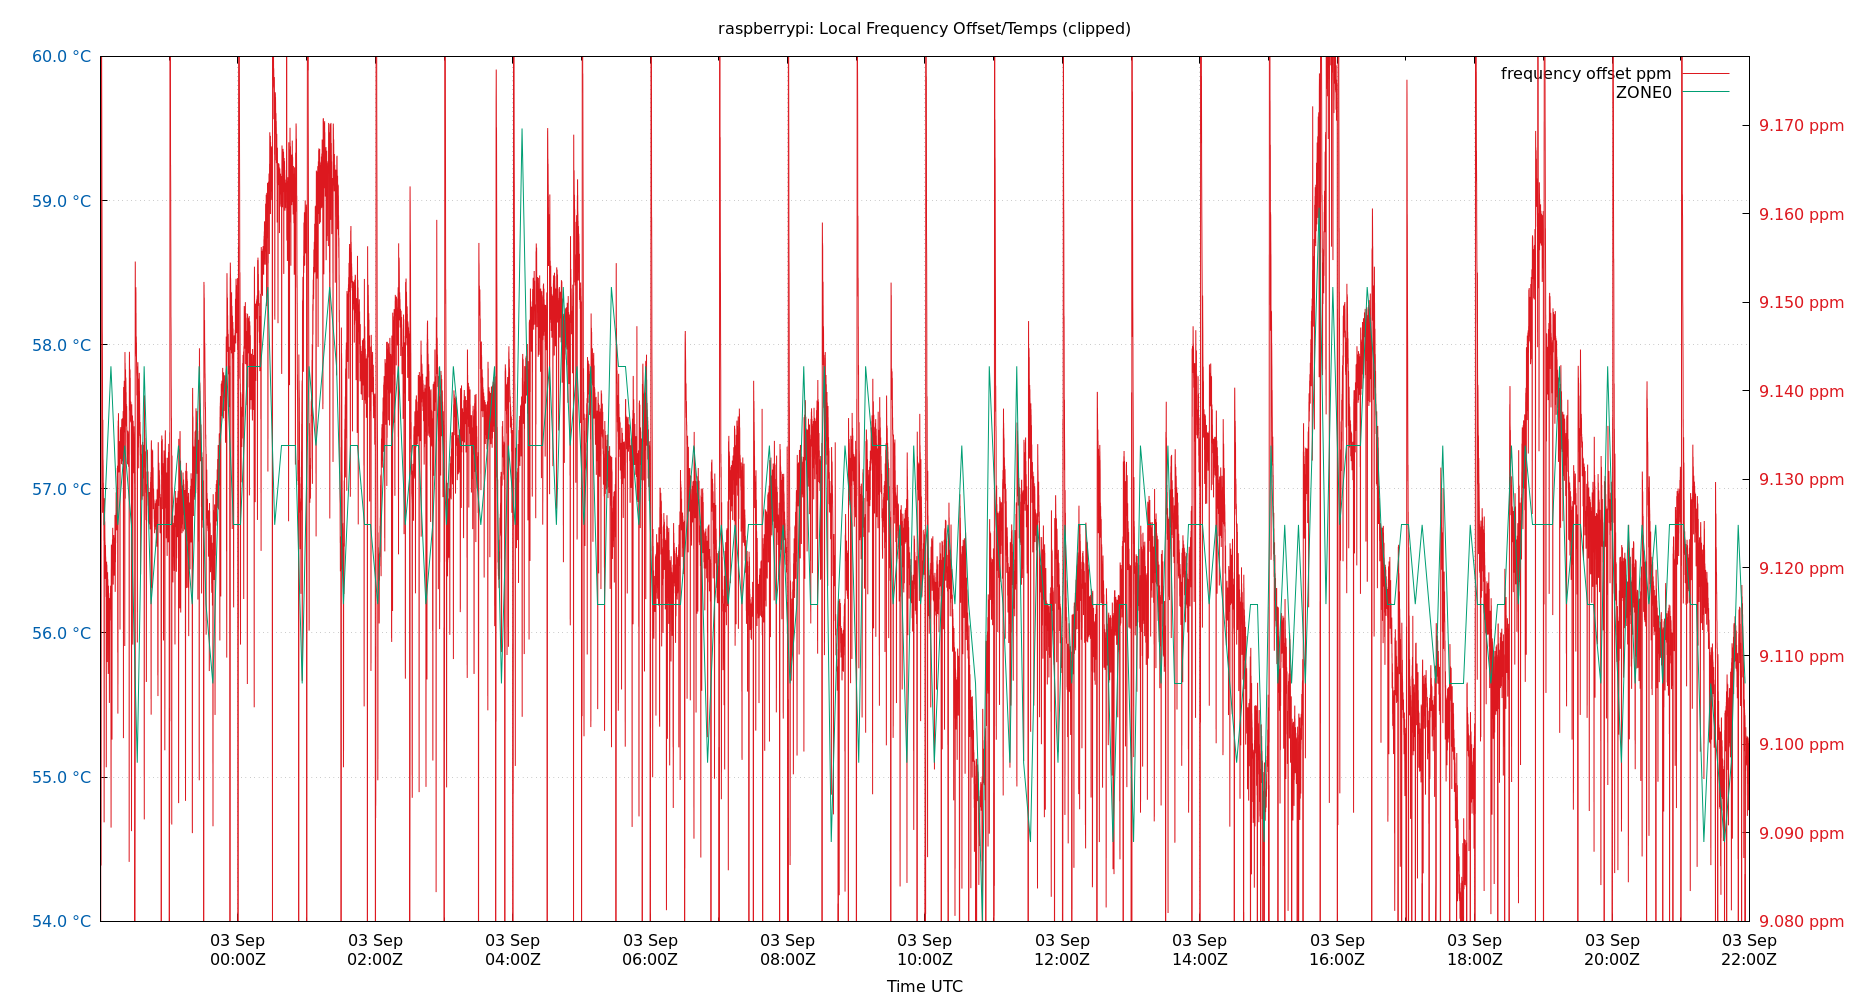 raspberrypi: Local Frequency Offset/Temps (clipped)
60.0 °C
59.0 °C
58.0 °C
57.0 °C
56.0 °C
55.0 °C
54.0 °C
frequency offset ppm
ZONE0
9.170 ppm
9.160 ppm
9.150 ppm
9.140 ppm
9.130 ppm
9.120 ppm
9.110 ppm
9.100 ppm
9.090 ppm
9.080 ppm
03 Sep 03 Sep 03 Sep 03 Sep 03 Sep 03 Sep 03 Sep 03 Sep 03 Sep 03 Sep 03 Sep 03 Sep
00:00Z 02:00Z 04:00Z 06:00Z 08:00Z 10:00Z 12:00Z 14:00Z 16:00Z 18:00Z 20:00Z 22:00Z
Time UTC